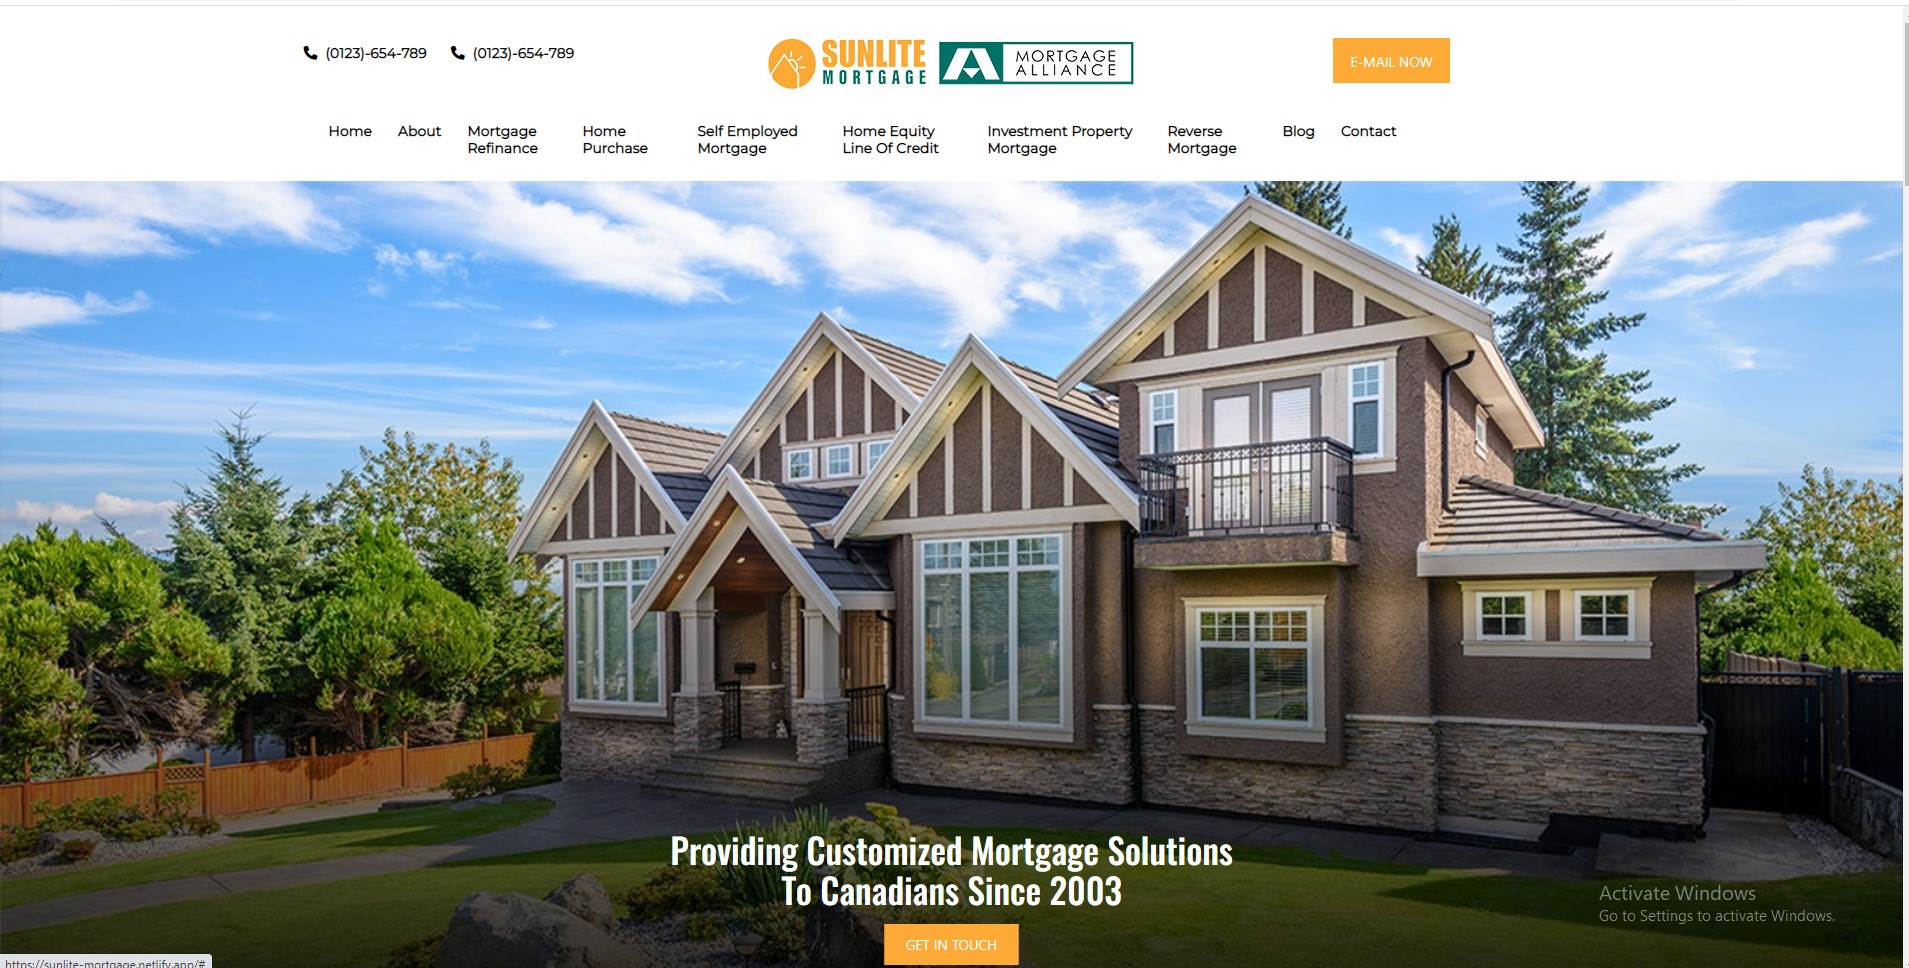 (0123)-654-789 (0123)-654-789
SUNLITE
MORTGAGE
MORTGAGE
ALLIANCE
E-MAIL NOW
Home About Mortgage Home Self Employed Home Equity Investment Property Reverse Blog Contact
Refinance Purchase Mortgage Line Of Credit Mortgage Mortgage
Providing Customized Mortgage Solutions
To Canadians Since 2003
GET IN TOUCH
Activate Windows
Go to Settings to activate Windows.
https://sunlite-mortgage.netlify.app/#